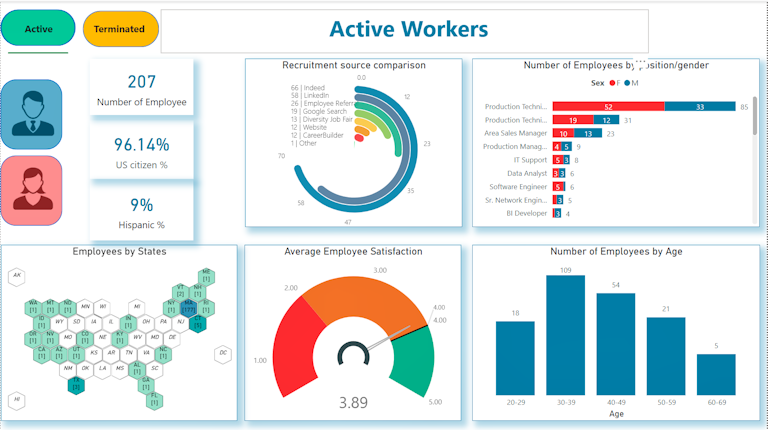 Active
Terminated
Active Workers
207
Number of Employee
96.14%
US citizen %
9%
Hispanic %
Recruitment source comparison
0.0
66 | Indeed
58 | LinkedIn
26 | Employee Referr
19 | Google Search
13 | Diversity Job Fair
12 | Website
12 | CareerBuilder
1 | Other
12
23
35
47
58
70
Number of Employees by position/gender
Sex F M
Production Techni... 52 33 85
Production Techni... 19 12 31
Area Sales Manager 10 13 23
Production Manag... 4 5 9
IT Support 5 3 8
Data Analyst 3 3 6
Software Engineer 5 6
Sr. Network Engin... 3 5
BI Developer 3 4
Employees by States
AK
ME [1]
VT [2] NH [1]
WA [1] MT [1] ND [1] MN WI MI NY [1] MA [177] RI [1]
ID [1] WY SD IA IL IN [1] OH PA NJ CT [1]
OR [1] NV [1] CO [1] NE KY [1] WV MD DE
CA [1] AZ [1] UT [1] KS AR TN VA NC [1] DC
NM OK LA MS AL [1] SC
TX [3] GA [1]
HI FL [1]
Average Employee Satisfaction
1.00
2.00
3.00
4.00
4.00
5.00
3.89
Number of Employees by Age
18
109
54
21
5
20-29 30-39 40-49 50-59 60-69
Age